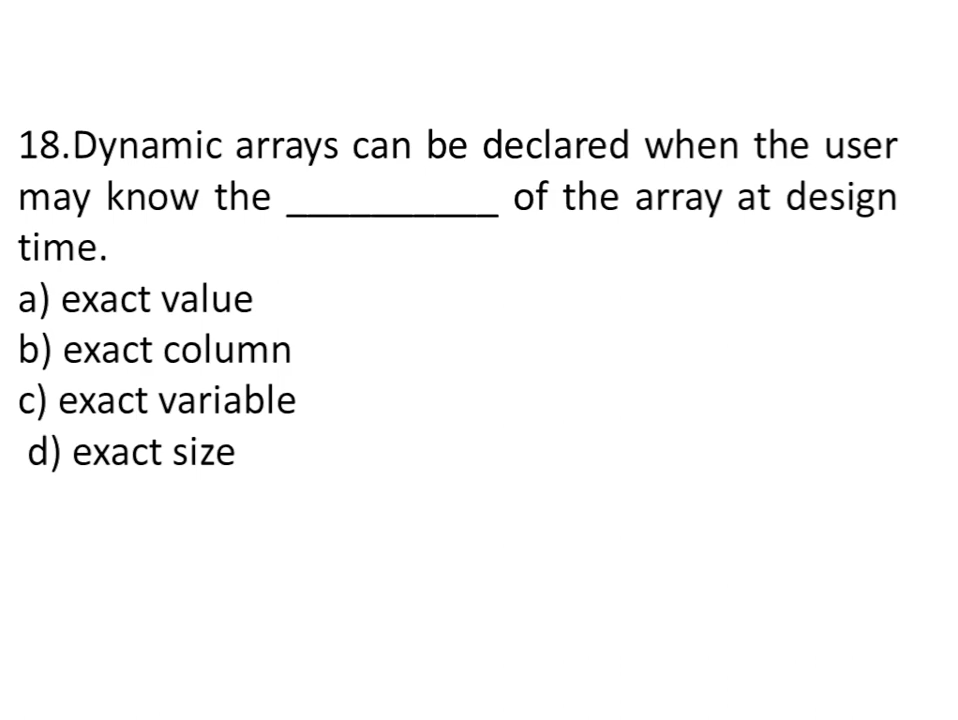 18.Dynamic arrays can be declared when the user
may know the __________ of the array at design
time.
a) exact value
b) exact column
c) exact variable
d) exact size